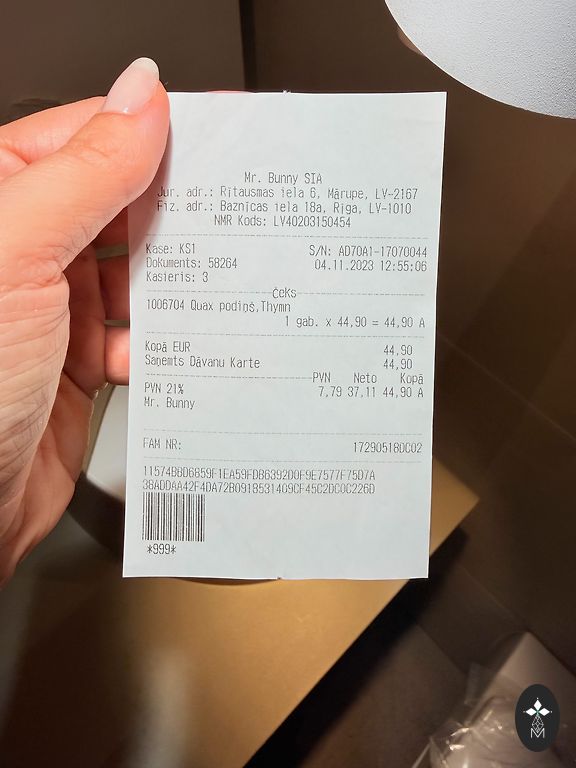 Mr. Bunny SIA
Jur. adr.: Rītausmas iela 6, Mārupe, LV-2167
Fiz. adr.: Baznīcas iela 18a, Rīga, LV-1010
NMR Kods: LV40203150454
Kase: KS1 S/N: AD70A1-17070044
Dokuments: 58264 04.11.2023 12:55:06
Kasieris: 3
Čeks
1006704 Quax podiņš,Thymn
1 gab. x 44,90 = 44,90 A
Kopā EUR 44,90
Saņemts Dāvanu Karte 44,90
PVN Neto Kopā
PVN 21% 7,79 37,11 44,90 A
Mr. Bunny
FAM NR: 17290518DC02
11574B6D6859F1EA59FDB6392D0F9E7577F75D7A
38ADDAA42F4DA72B0918531409CF45C2DC0C226D
*999*
M